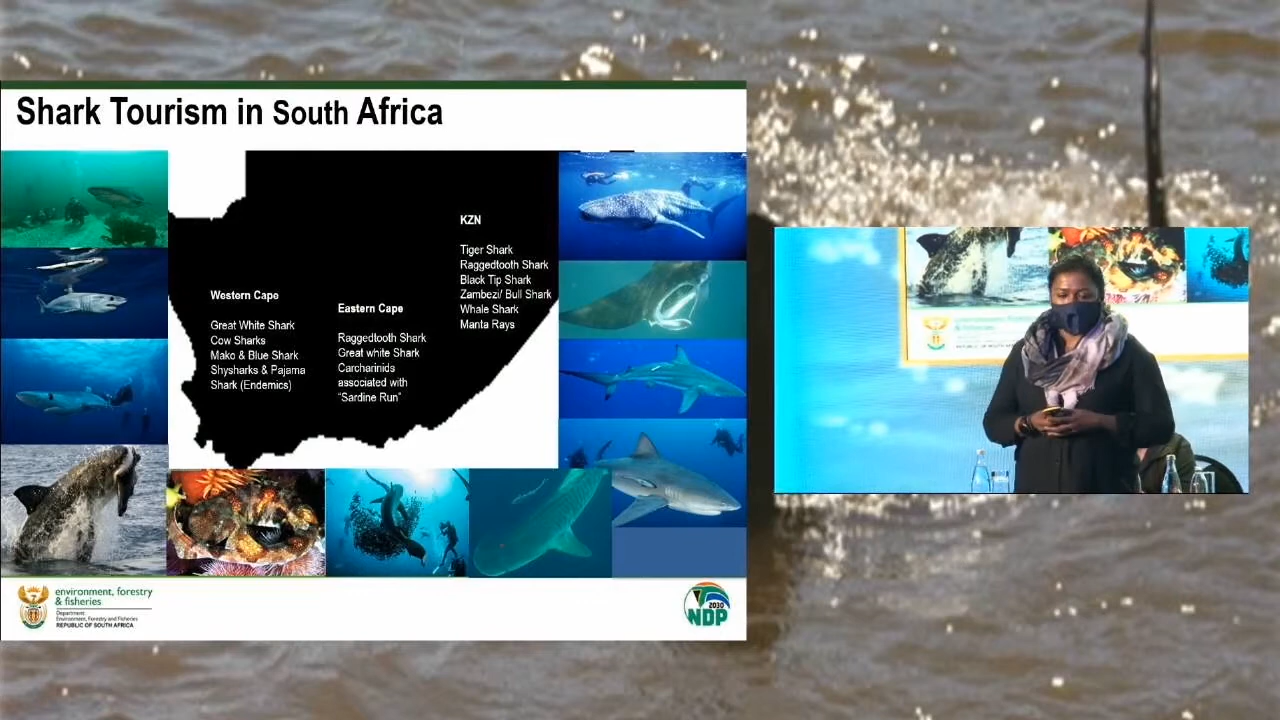 Shark Tourism in South Africa
Western Cape
Great White Shark
Cow Sharks
Mako & Blue Shark
Shysharks & Pajama
Shark (Endemics)
Eastern Cape
Raggedtooth Shark
Great white Shark
Carcharinids
associated with
“Sardine Run”
KZN
Tiger Shark
Raggedtooth Shark
Black Tip Shark
Zambezi/ Bull Shark
Whale Shark
Manta Rays
environment, forestry
& fisheries
Department:
Environment, Forestry and Fisheries
REPUBLIC OF SOUTH AFRICA
2030
NDP